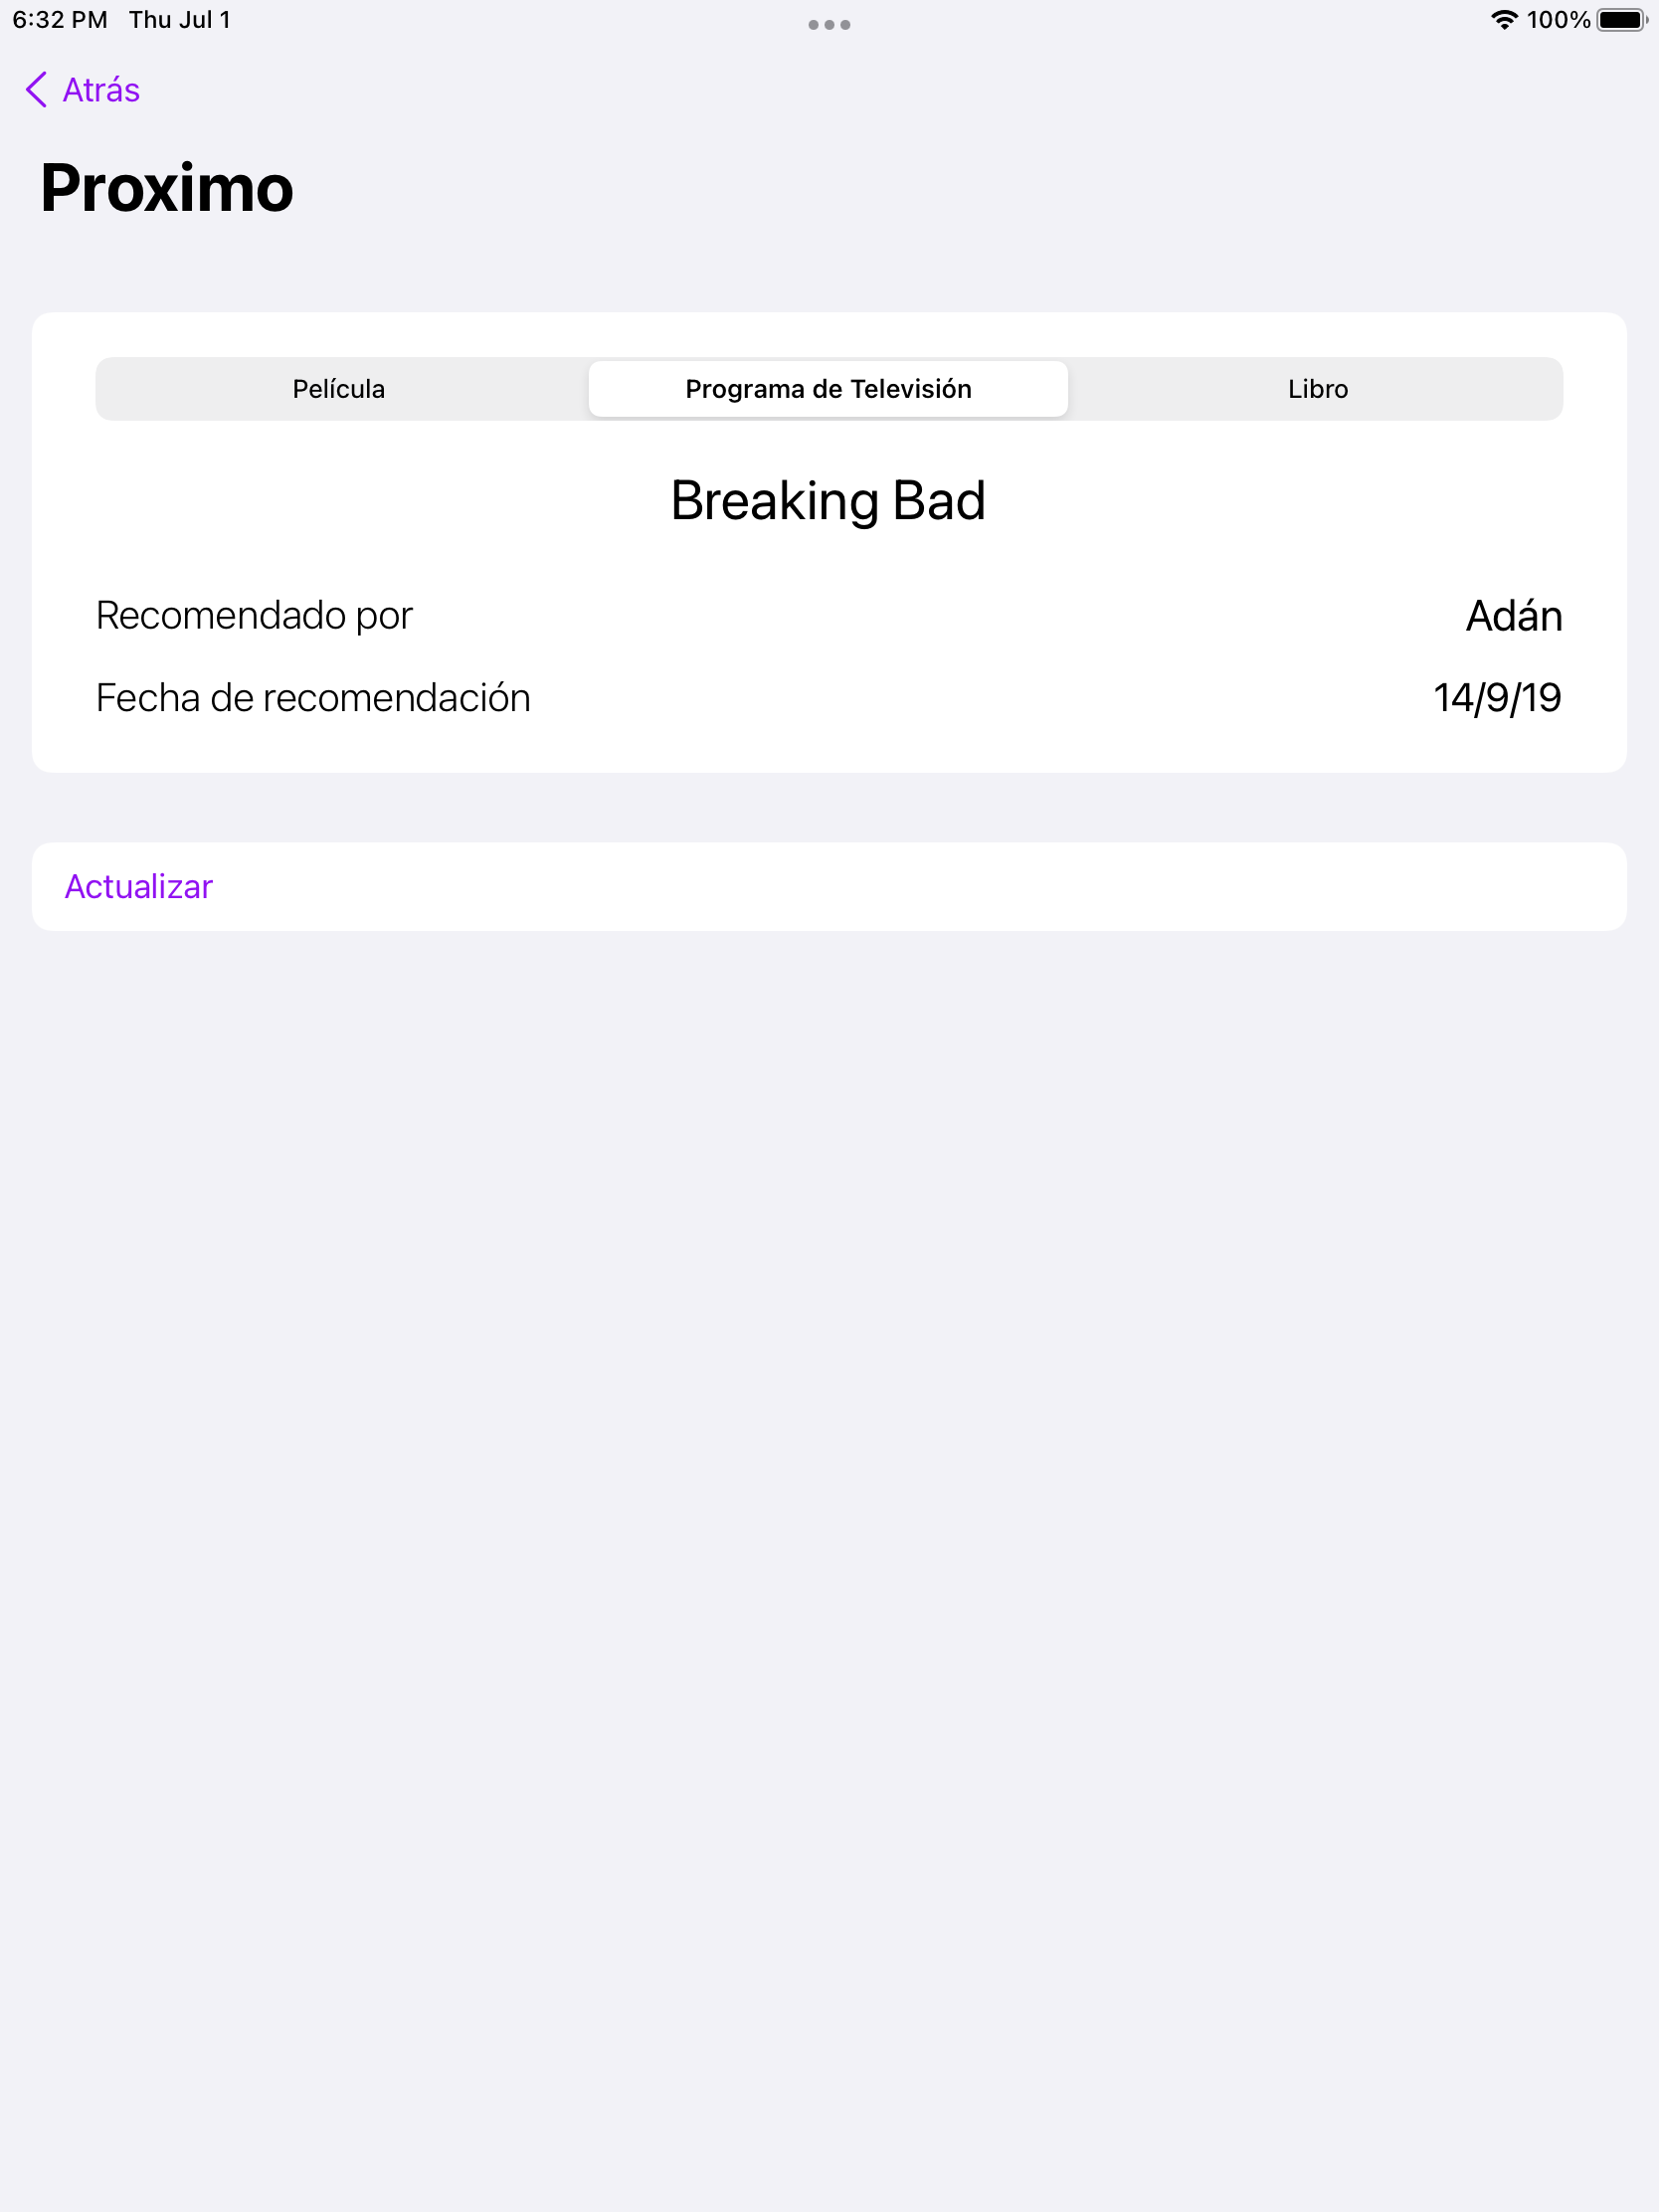 6:32 PM Thu Jul 1 100%
Atrás
Proximo
Película Programa de Televisión Libro
Breaking Bad
Recomendado por Adán
Fecha de recomendación 14/9/19
Actualizar